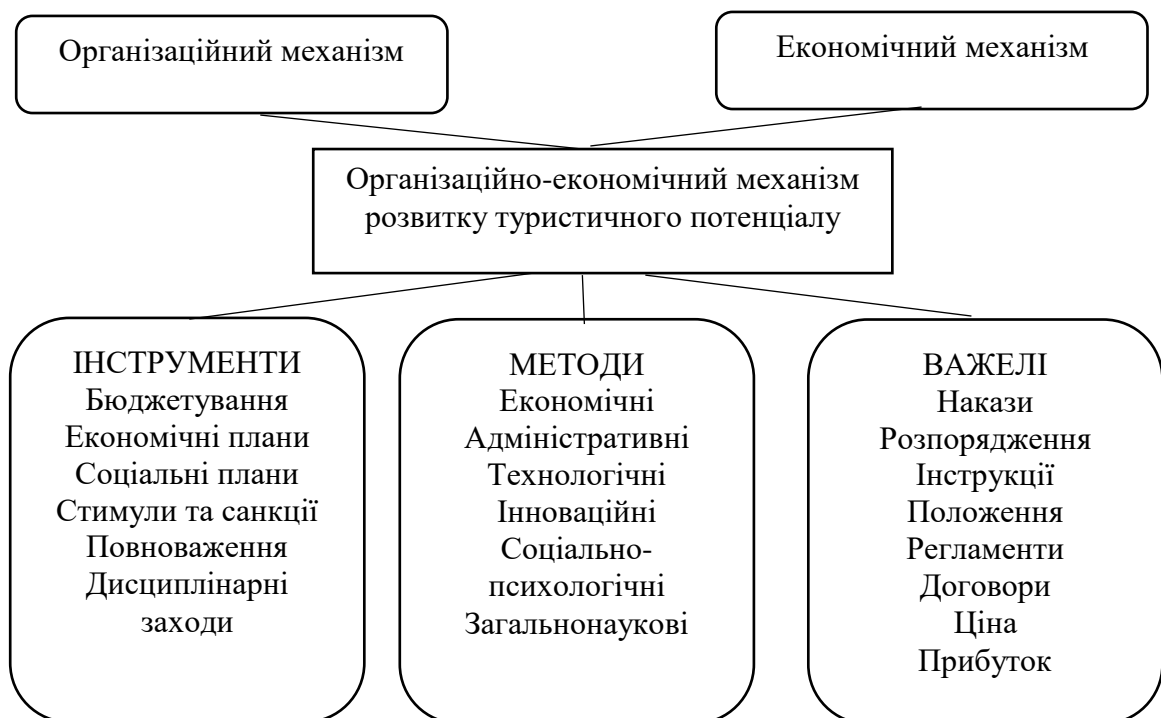 Організаційний механізм
Економічний механізм
Організаційно-економічний механізм
розвитку туристичного потенціалу
ІНСТРУМЕНТИ
Бюджетування
Економічні плани
Соціальні плани
Стимули та санкції
Повноваження
Дисциплінарні
заходи
МЕТОДИ
Економічні
Адміністративні
Технологічні
Інноваційні
Соціально-
психологічні
Загальнонаукові
ВАЖЕЛІ
Накази
Розпорядження
Інструкції
Положення
Регламенти
Договори
Ціна
Прибуток